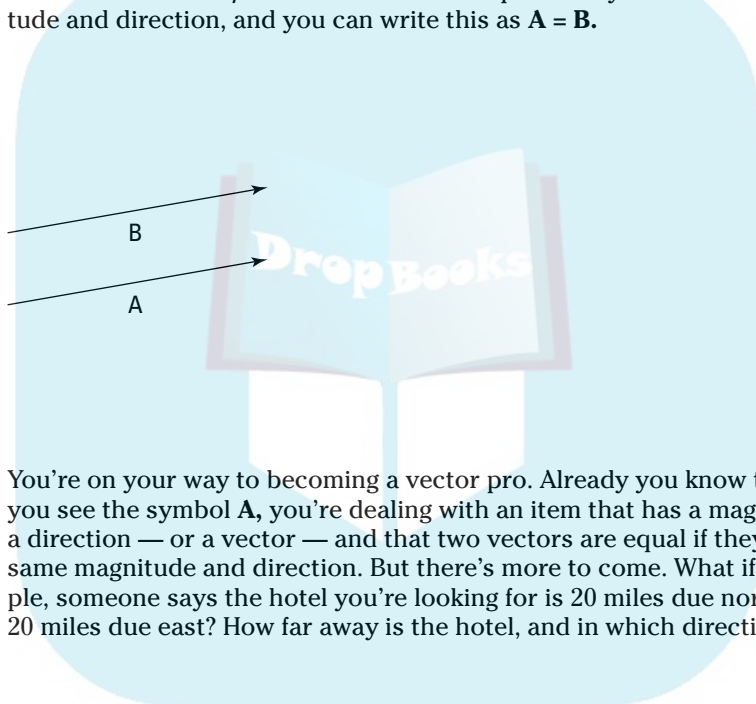 tude and direction, and you can write this as A = B.
B
DropBooks
A
You're on your way to becoming a vector pro. Already you know
you see the symbol A, you're dealing with an item that has a mag
a direction — or a vector — and that two vectors are equal if they
same magnitude and direction. But there's more to come. What if
ple, someone says the hotel you're looking for is 20 miles due nor
20 miles due east? How far away is the hotel, and in which directi